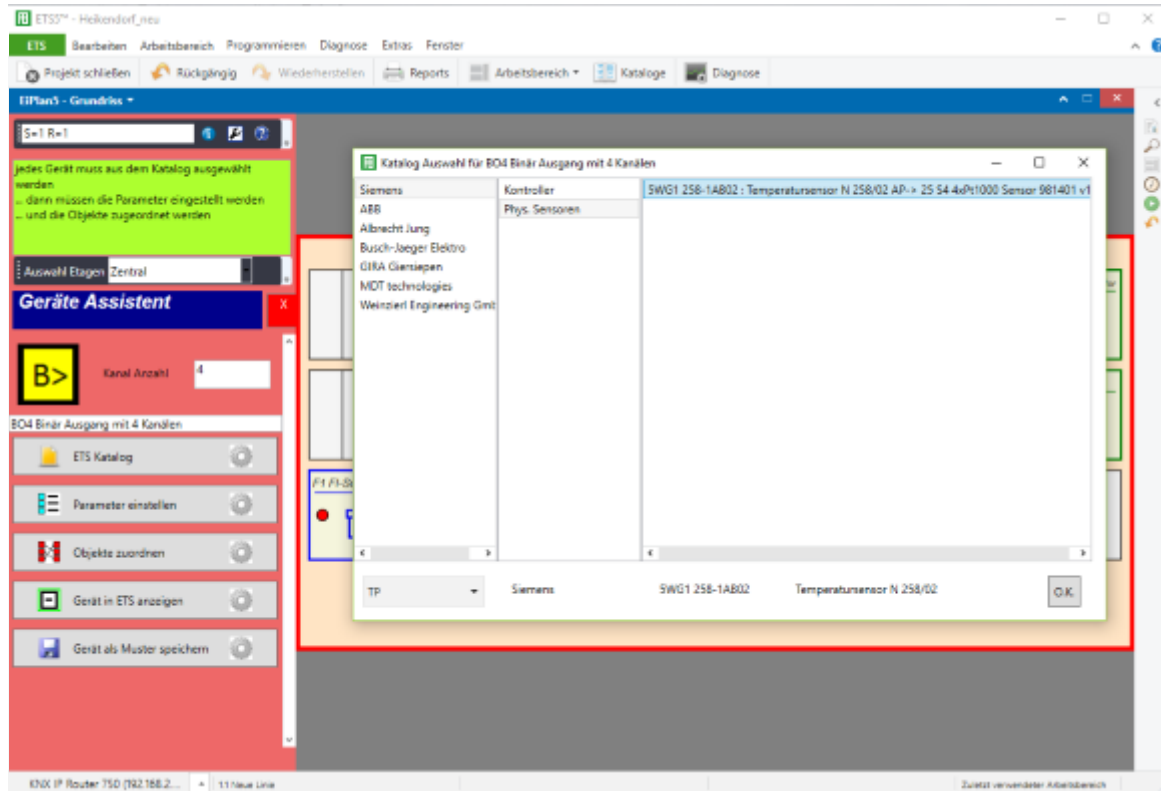 ETS5™ - Heikendorf_neu
ETS Bearbeiten Arbeitsbereich Programmieren Diagnose Extras Fenster
Projekt schließen Rückgängig Wiederherstellen Reports Arbeitsbereich Kataloge Diagnose
EiPlan5 - Grundriss
S=1 R=1
jedes Gerät muss aus dem Katalog ausgewählt
werden
... dann müssen die Parameter eingestellt werden
... und die Objekte zugeordnet werden
Auswahl Etagen Zentral
Geräte Assistent X
B> Kanal Anzahl 4
BO4 Binär Ausgang mit 4 Kanälen
ETS Katalog
Parameter einstellen
Objekte zuordnen
Gerät in ETS anzeigen
Gerät als Muster speichern
Katalog Auswahl für BO4 Binär Ausgang mit 4 Kanälen
Siemens Kontroller 5WG1 258-1AB02 : Temperatursensor N 258/02 AP-> 25 S4 4xPt1000 Sensor 981401 v1
ABB Phys. Sensoren
Albrecht Jung
Busch-Jaeger Elektro
GIRA Giersiepen
MDT technologies
Weinzierl Engineering Gmb
TP Siemens 5WG1 258-1AB02 Temperatursensor N 258/02 O.K.
KNX IP Router 750 (192.168.2... 1.1 Neue Linie Zuletzt verwendeter Arbeitsbereich